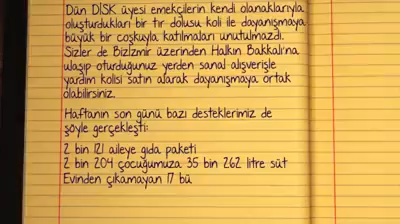 Dün DİSK üyesi emekçilerin kendi olanaklarıyla
oluşturdukları bir tır dolusu koli ile dayanışmaya
büyük bir coşkuyla katılmaları unutulmazdı.
Sizler de Bizİzmir üzerinden Halkın Bakkalı'na
ulaşıp oturduğunuz yerden sanal alışverişle
yardım kolisi satın alarak dayanışmaya ortak
olabilirsiniz.
Haftanın son günü bazı desteklerimiz de
şöyle gerçekleşti:
2 bin 121 aileye gıda paketi
2 bin 204 çocuğumuza 35 bin 262 litre süt
Evinden çıkamayan 17 bü